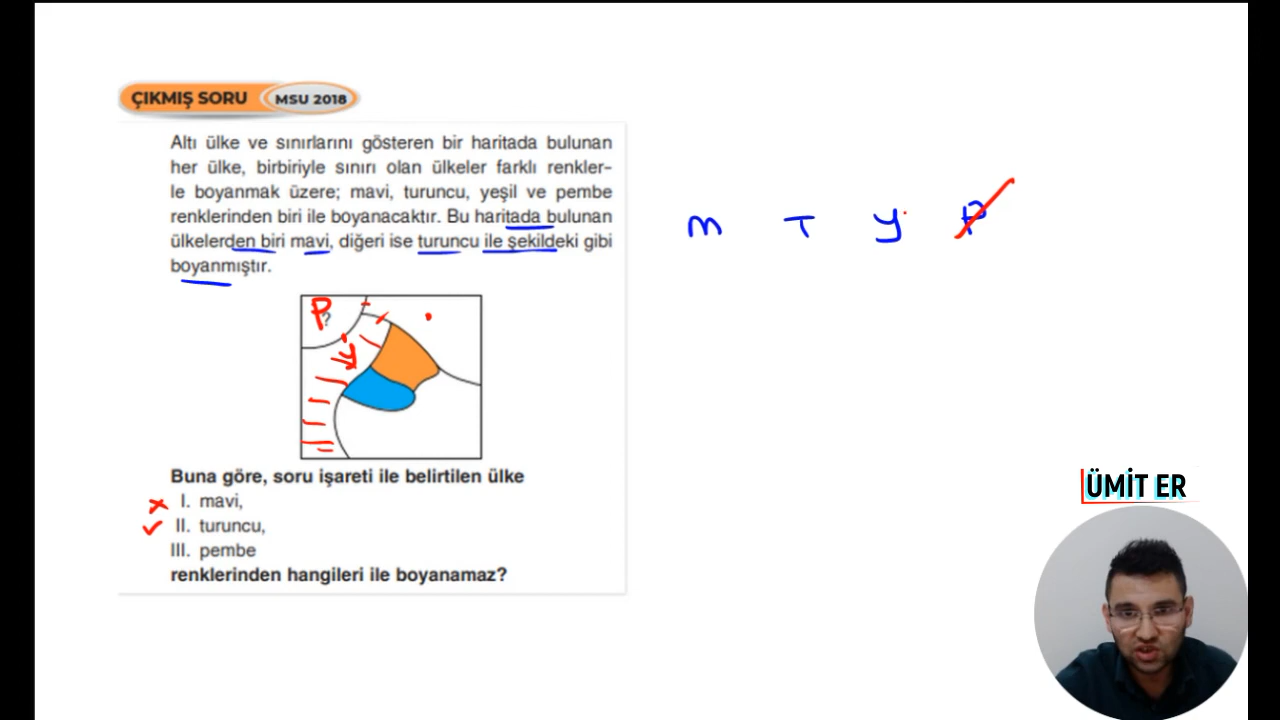 ÇIKMIŞ SORU MSU 2018
Altı ülke ve sınırlarını gösteren bir haritada bulunan
her ülke, birbiriyle sınırı olan ülkeler farklı renkler-
le boyanmak üzere; mavi, turuncu, yeşil ve pembe
renklerinden biri ile boyanacaktır. Bu haritada bulunan
ülkelerden biri mavi, diğeri ise turuncu ile şekildeki gibi
boyanmıştır.
m T y P
P ?
y
Buna göre, soru işareti ile belirtilen ülke
I. mavi,
II. turuncu,
III. pembe
renklerinden hangileri ile boyanamaz?
ÜMİT ER